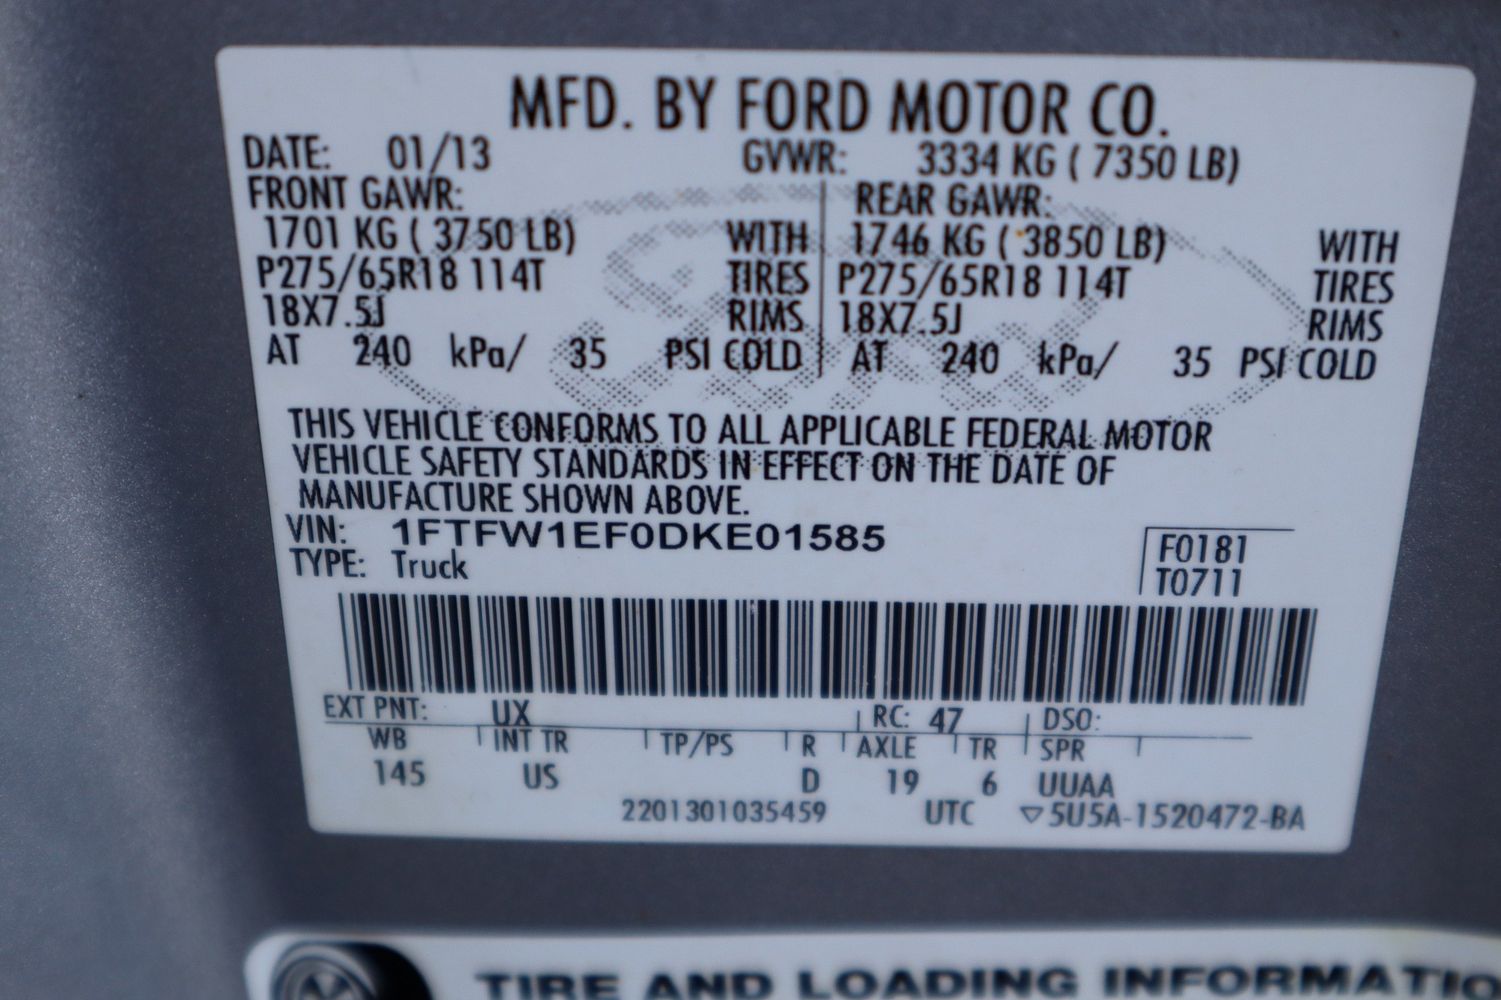 MFD. BY FORD MOTOR CO.
DATE: 01/13 GVWR: 3334 KG ( 7350 LB)
FRONT GAWR: REAR GAWR:
1701 KG ( 3750 LB) WITH 1746 KG ( 3850 LB) WITH
P275/65R18 114T TIRES P275/65R18 114T TIRES
18X7.5J RIMS 18X7.5J RIMS
AT 240 kPa/ 35 PSI COLD AT 240 kPa/ 35 PSI COLD
Ford
THIS VEHICLE CONFORMS TO ALL APPLICABLE FEDERAL MOTOR
VEHICLE SAFETY STANDARDS IN EFFECT ON THE DATE OF
MANUFACTURE SHOWN ABOVE.
VIN: 1FTFW1EF0DKE01585 F0181
TYPE: Truck T0711
EXT PNT: UX RC: 47 DSO:
WB INT TR TP/PS R AXLE TR SPR
145 US D 19 6 UUAA
2201301035459 UTC ▽5U5A-1520472-BA
TIRE AND LOADING INFORMATIO